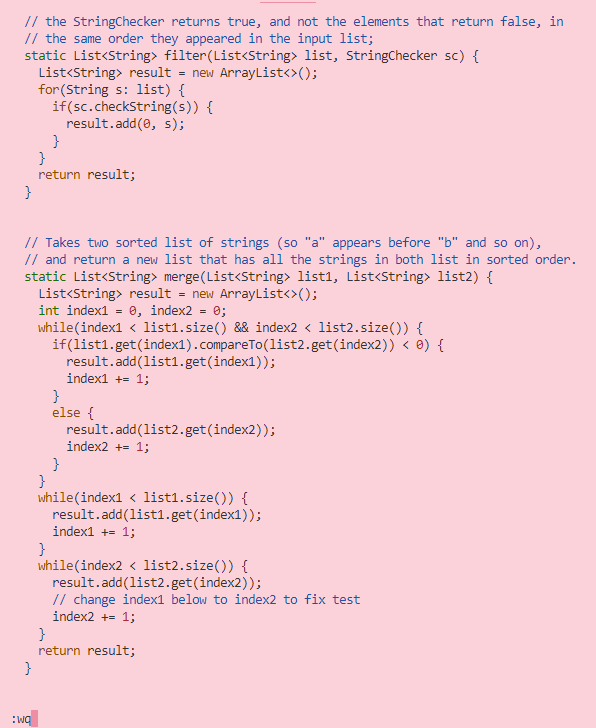 // the StringChecker returns true, and not the elements that return false, in
// the same order they appeared in the input list;
static List<String> filter(List<String> list, StringChecker sc) {
  List<String> result = new ArrayList<>();
  for(String s: list) {
    if(sc.checkString(s)) {
      result.add(0, s);
    }
  }
  return result;
}

// Takes two sorted list of strings (so "a" appears before "b" and so on),
// and return a new list that has all the strings in both list in sorted order.
static List<String> merge(List<String> list1, List<String> list2) {
  List<String> result = new ArrayList<>();
  int index1 = 0, index2 = 0;
  while(index1 < list1.size() && index2 < list2.size()) {
    if(list1.get(index1).compareTo(list2.get(index2)) < 0) {
      result.add(list1.get(index1));
      index1 += 1;
    }
    else {
      result.add(list2.get(index2));
      index2 += 1;
    }
  }
  while(index1 < list1.size()) {
    result.add(list1.get(index1));
    index1 += 1;
  }
  while(index2 < list2.size()) {
    result.add(list2.get(index2));
    // change index1 below to index2 to fix test
    index2 += 1;
  }
  return result;
}

:wq